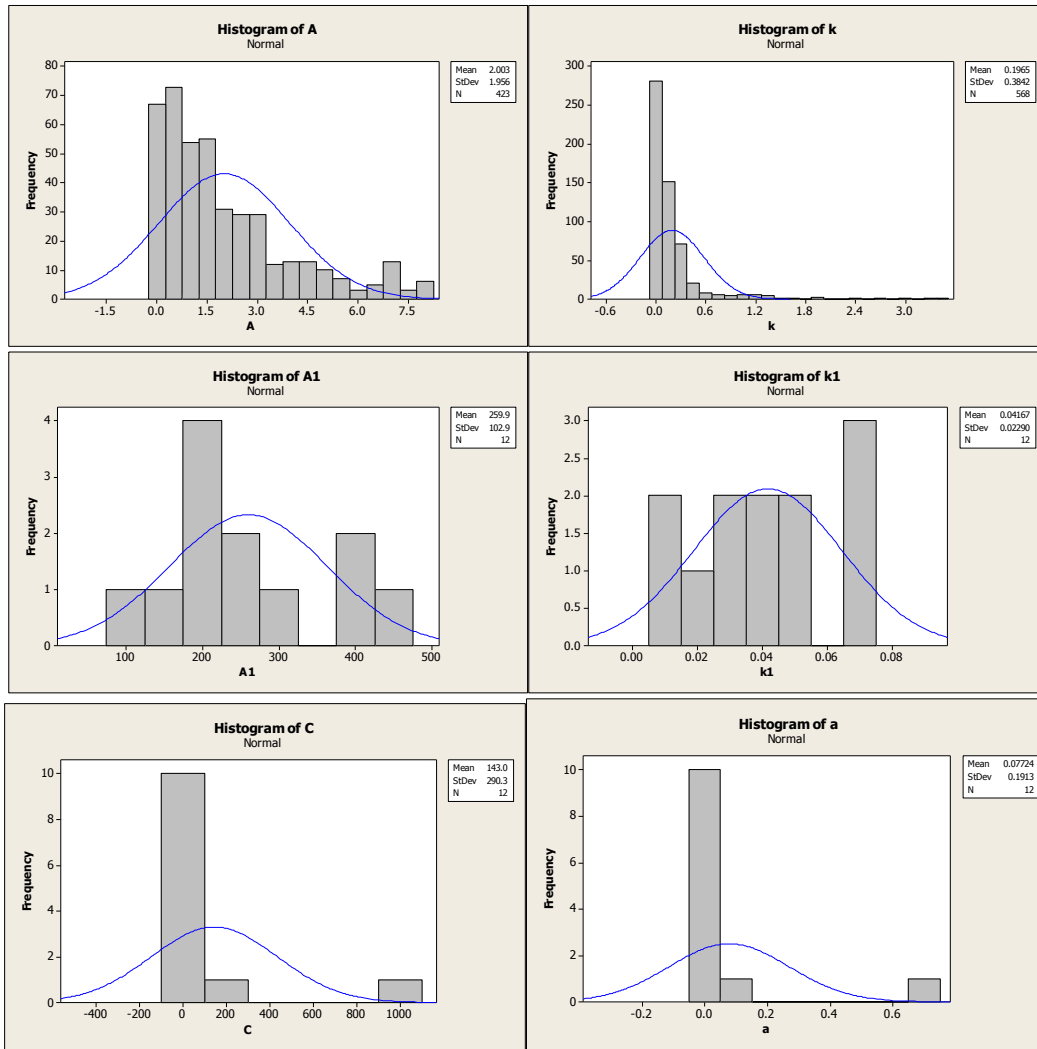 Histogram of A
Normal
Mean 2.003
StDev 1.956
N 423
80
70
60
50
40
30
20
10
0
Frequency
-1.5 0.0 1.5 3.0 4.5 6.0 7.5
A
Histogram of k
Normal
Mean 0.1965
StDev 0.3842
N 568
300
250
200
150
100
50
0
Frequency
-0.6 0.0 0.6 1.2 1.8 2.4 3.0
k
Histogram of A1
Normal
Mean 259.9
StDev 102.9
N 12
4
3
2
1
0
Frequency
100 200 300 400 500
A1
Histogram of k1
Normal
Mean 0.04167
StDev 0.02290
N 12
3.0
2.5
2.0
1.5
1.0
0.5
0.0
Frequency
0.00 0.02 0.04 0.06 0.08
k1
Histogram of C
Normal
Mean 143.0
StDev 290.3
N 12
10
8
6
4
2
0
Frequency
-400 -200 0 200 400 600 800 1000
C
Histogram of a
Normal
Mean 0.07724
StDev 0.1913
N 12
10
8
6
4
2
0
Frequency
-0.2 0.0 0.2 0.4 0.6
a